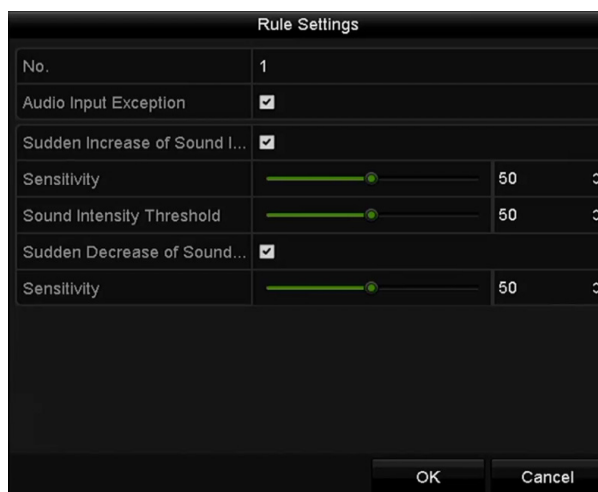 Rule Settings
No. 1
Audio Input Exception
Sudden Increase of Sound I...
Sensitivity 50
Sound Intensity Threshold 50
Sudden Decrease of Sound...
Sensitivity 50
OK Cancel